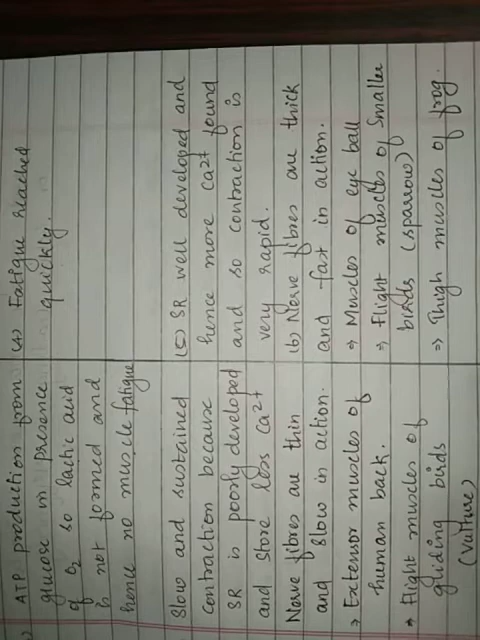 ) ATP production from
glucose in presence
of O2 so lactic acid
is not formed and
hence no muscle fatigue
Slow and sustained
contraction because
SR is poorly developed
and store less Ca2+
Nerve fibres are thin
and slow in action.
⇒ Extensor muscles of
human back.
⇒ Flight muscles of
gliding birds
(vulture)
(4) Fatigue reached
quickly.
(5) SR well developed and
hence more Ca2+ found
and so contraction is
very rapid.
(6) Nerve fibres are thick
and fast in action.
⇒ Muscles of eye ball
⇒ Flight muscles of smaller
birds (sparrow)
⇒ Thigh muscles of frog.